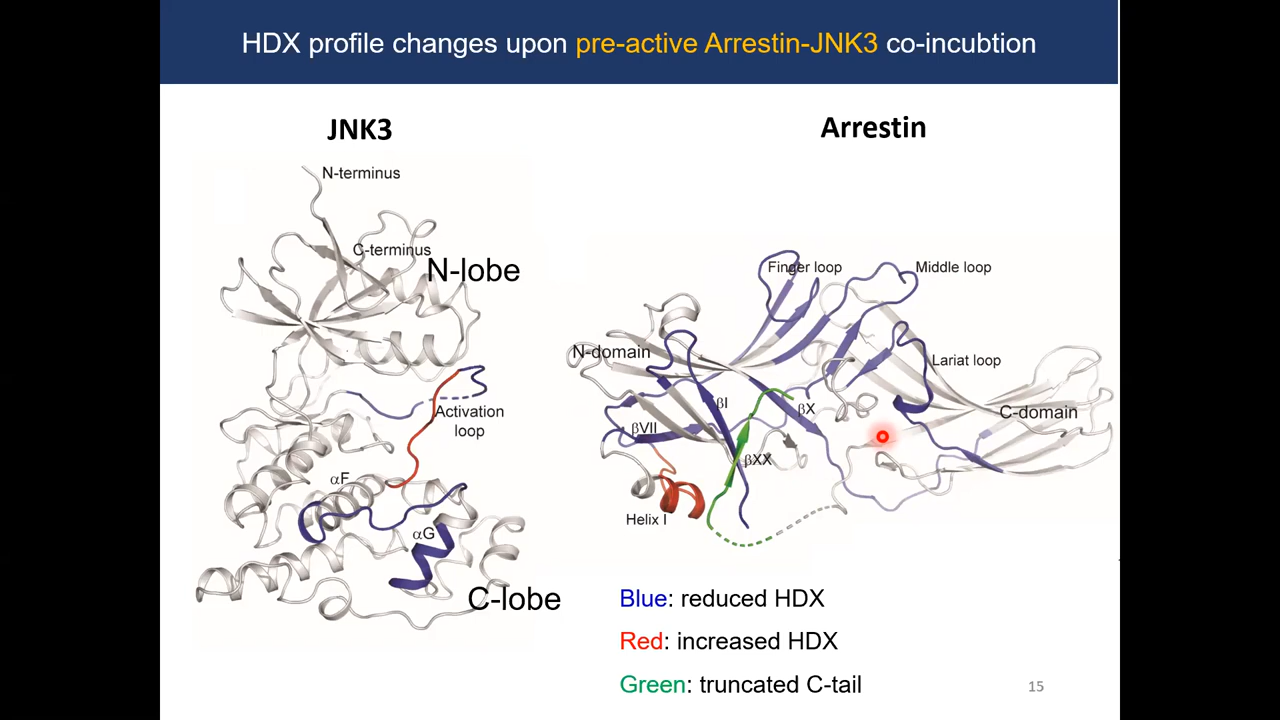 HDX profile changes upon pre-active Arrestin-JNK3 co-incubtion
JNK3
Arrestin
N-terminus
C-terminus
N-lobe
Activation
loop
αF
αG
C-lobe
Finger loop
Middle loop
N-domain
Lariat loop
βI
βX
C-domain
βVII
βXX
Helix I
Blue: reduced HDX
Red: increased HDX
Green: truncated C-tail
15